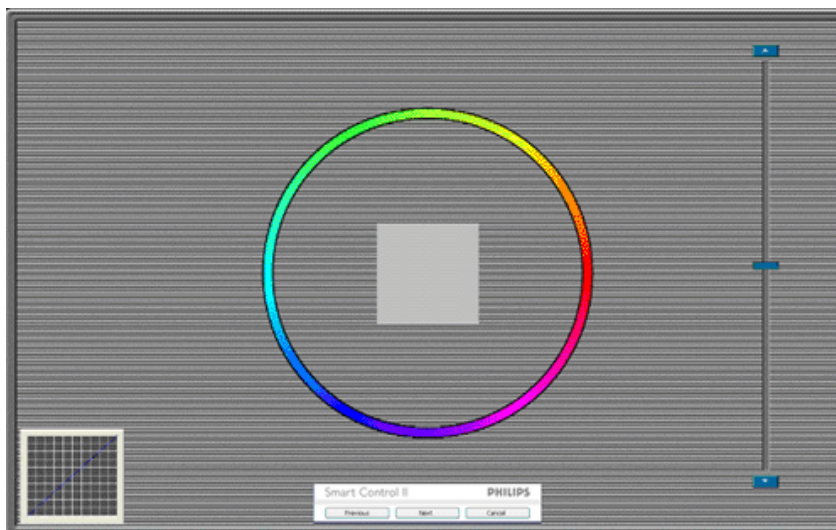 Smart Control II
PHILIPS
Previous
Next
Cancel